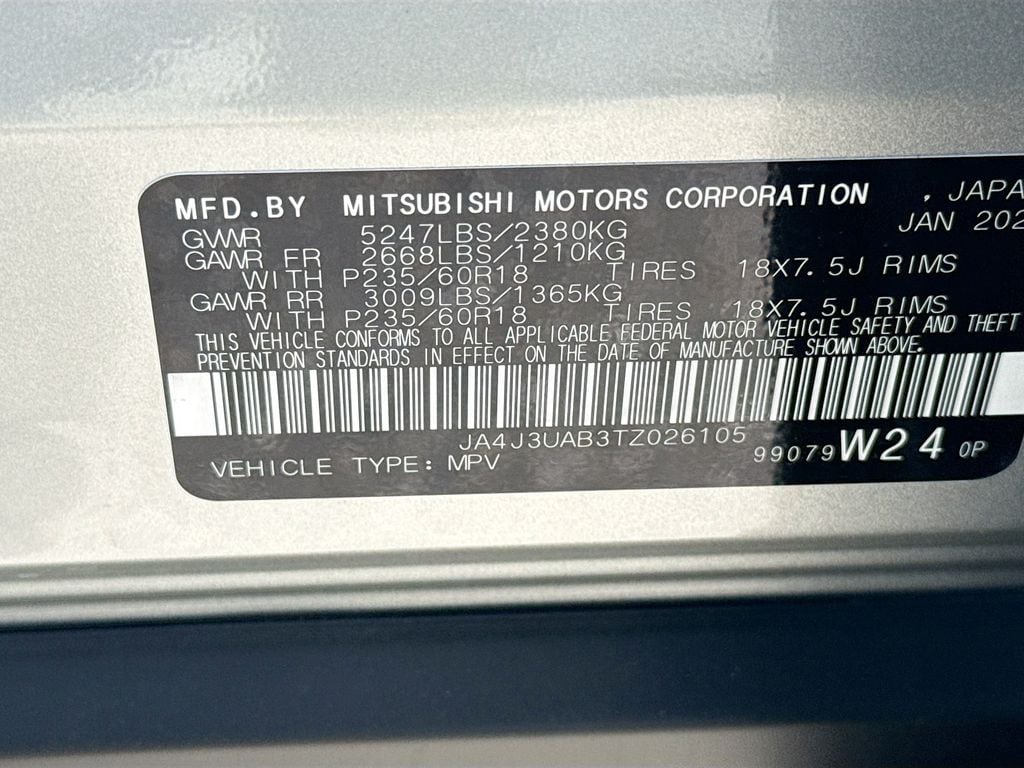 MFD.BY MITSUBISHI MOTORS CORPORATION , JAPA
GVWR 5247LBS/2380KG JAN 202
GAWR FR 2668LBS/1210KG
WITH P235/60R18 TIRES 18X7.5J RIMS
GAWR RR 3009LBS/1365KG
WITH P235/60R18 TIRES 18X7.5J RIMS
THIS VEHICLE CONFORMS TO ALL APPLICABLE FEDERAL MOTOR VEHICLE SAFETY AND THEFT
PREVENTION STANDARDS IN EFFECT ON THE DATE OF MANUFACTURE SHOWN ABOVE.
JA4J3UAB3TZ026105
VEHICLE TYPE: MPV 99079 W24 0P